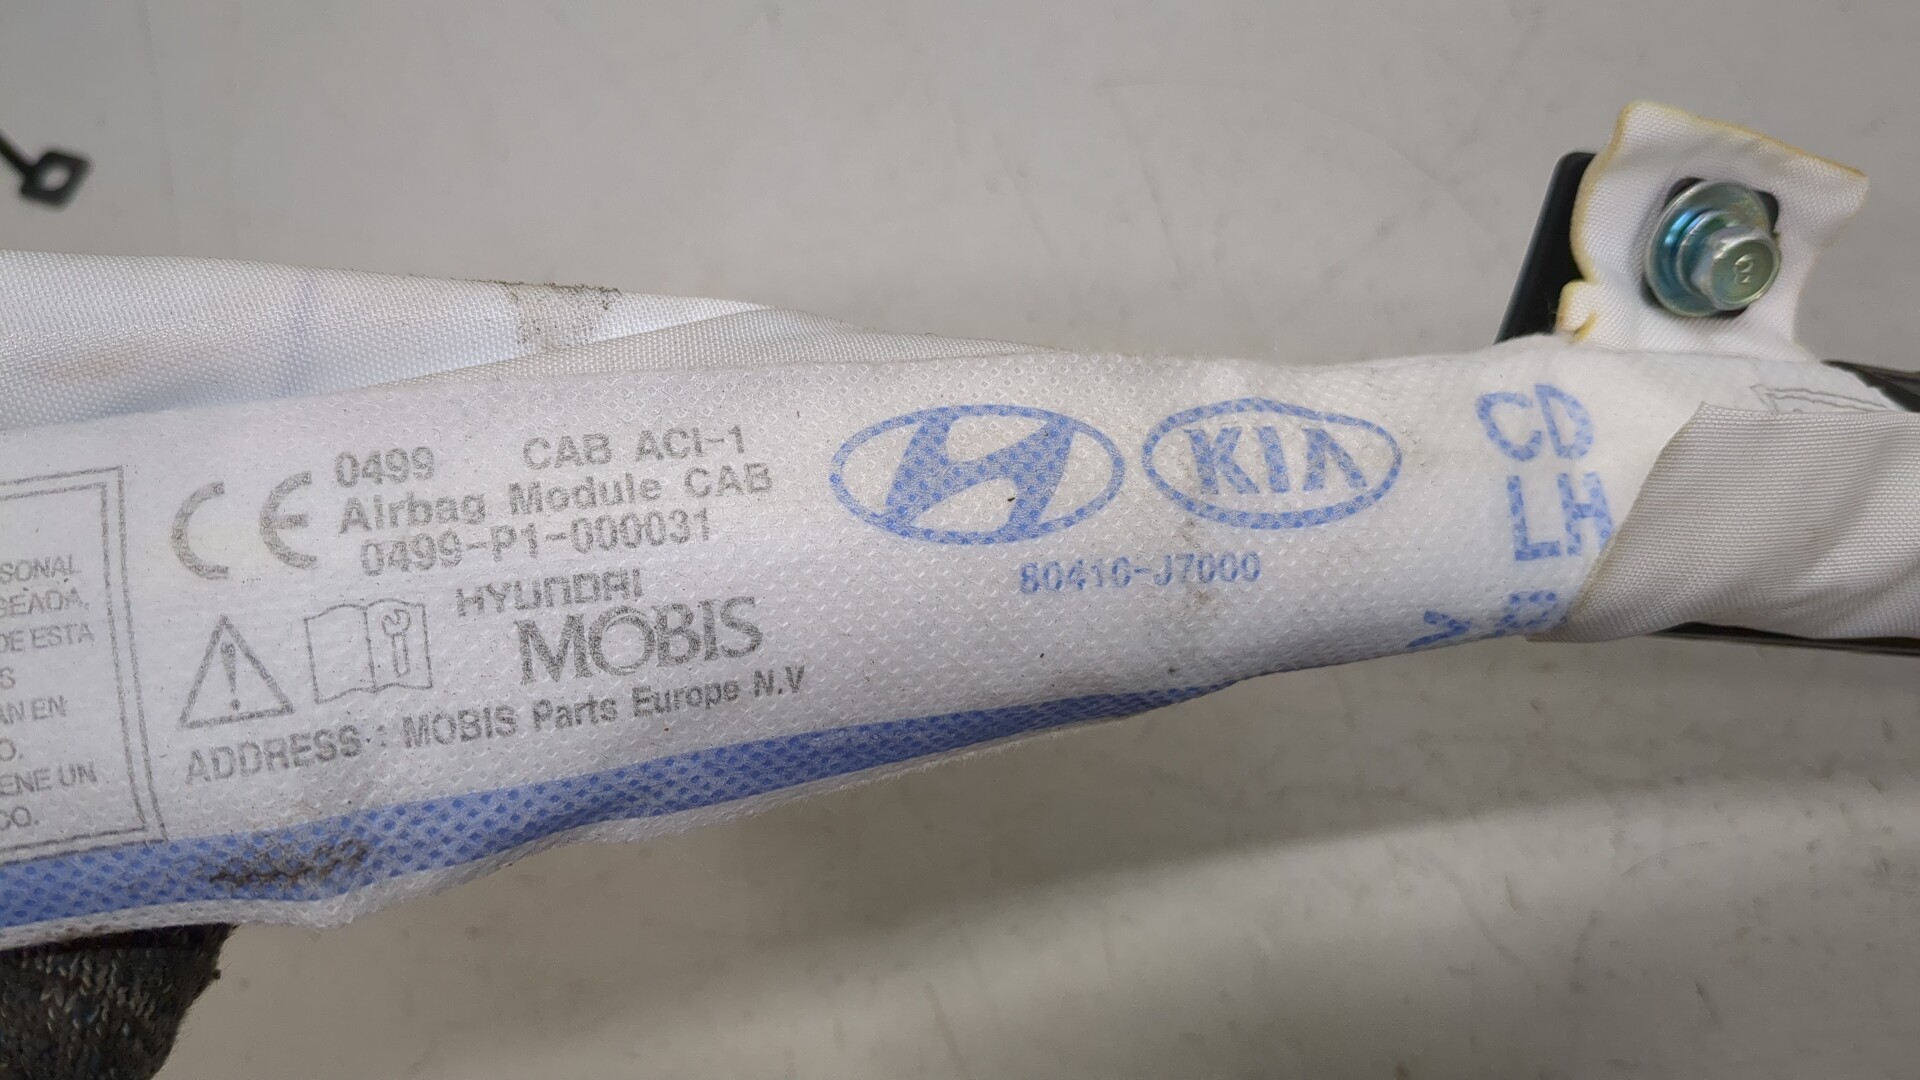 SONAL
DE ESTA
S
AN EN
O.
ENE UN
CO.
CE 0499 CAB ACI-1
Airbag Module CAB
0499-P1-000031
HYUNDAI
MOBIS
ADDRESS : MOBIS Parts Europe N.V
KIA
80410-J7000
CD
LH